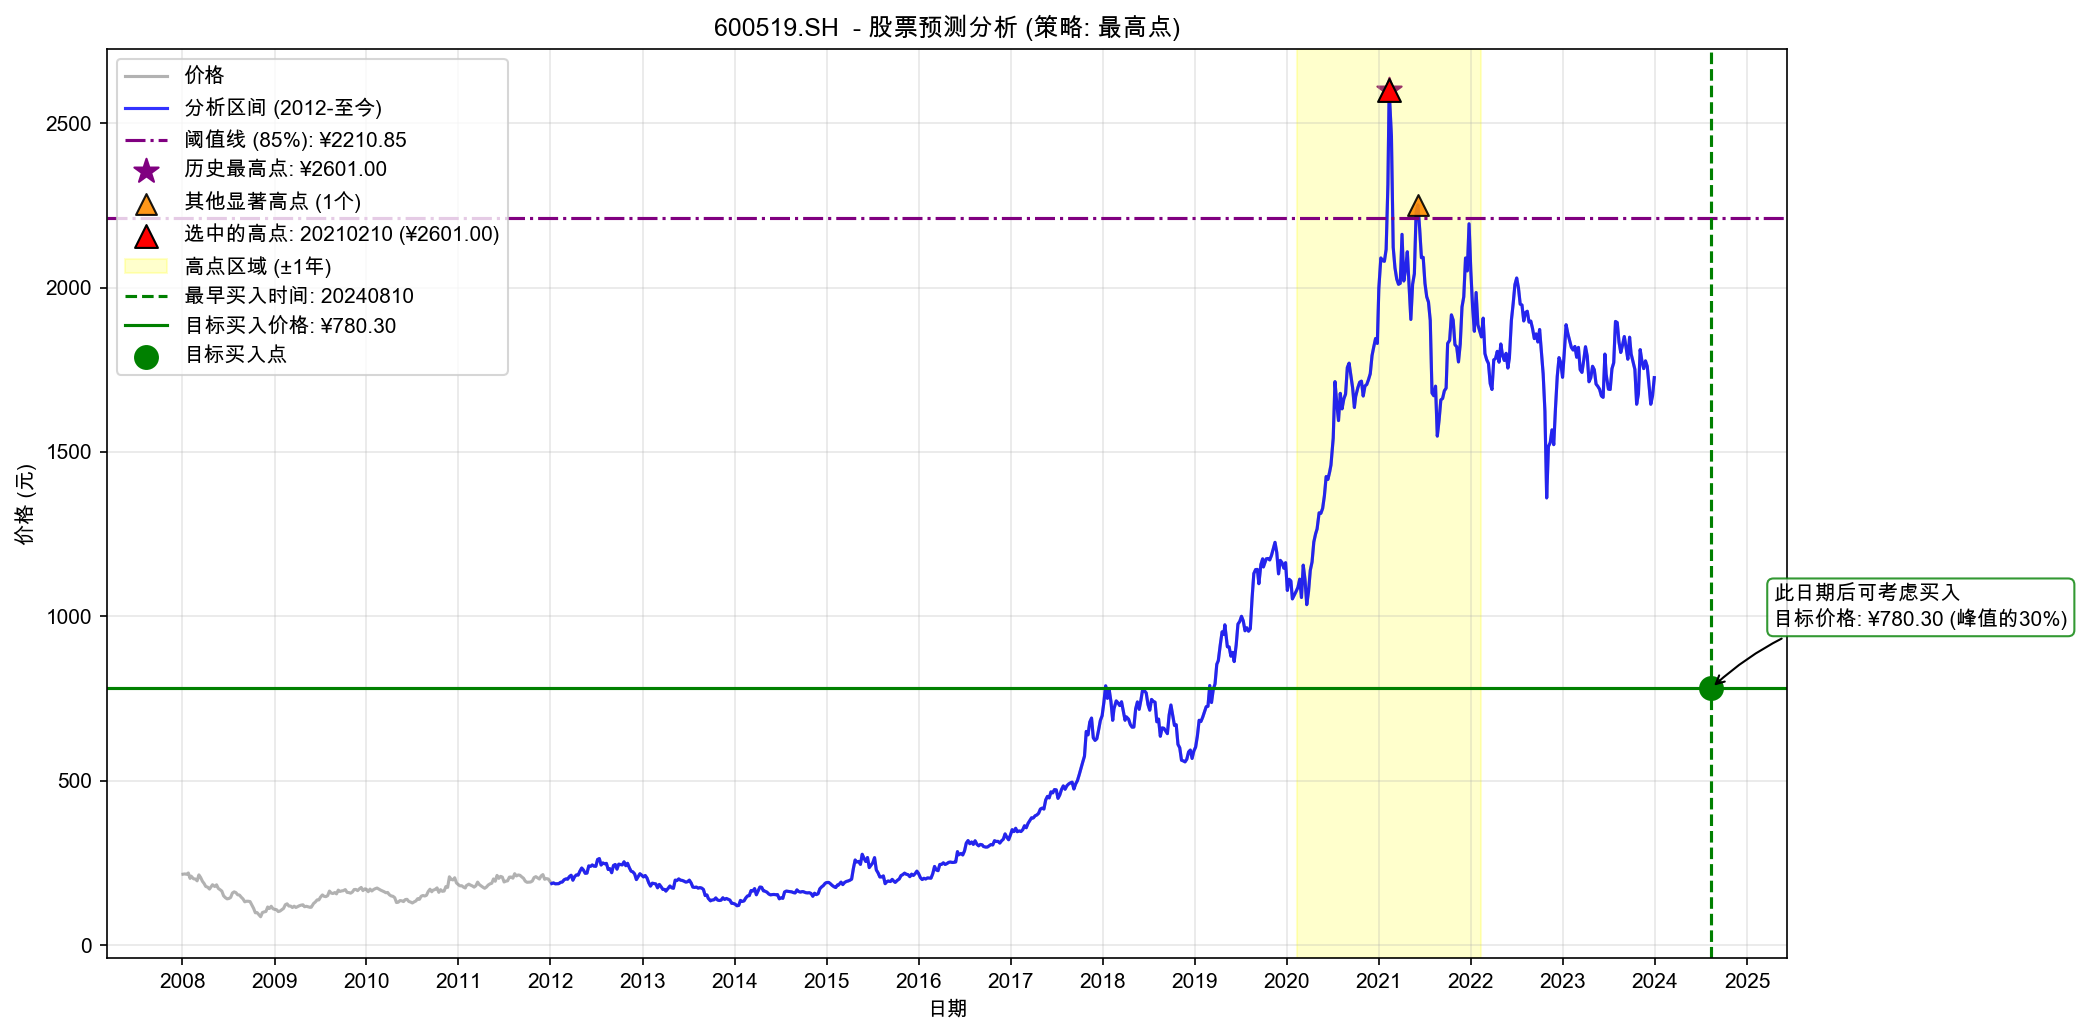 600519.SH  - 股票预测分析 (策略: 最高点)
价格
分析区间 (2012-至今)
阈值线 (85%): ¥2210.85
历史最高点: ¥2601.00
其他显著高点 (1个)
选中的高点: 20210210 (¥2601.00)
高点区域 (±1年)
最早买入时间: 20240810
目标买入价格: ¥780.30
目标买入点
价格 (元)
2500
2000
1500
1000
500
0
此日期后可考虑买入
目标价格: ¥780.30 (峰值的30%)
2008 2009 2010 2011 2012 2013 2014 2015 2016 2017 2018 2019 2020 2021 2022 2023 2024 2025
日期